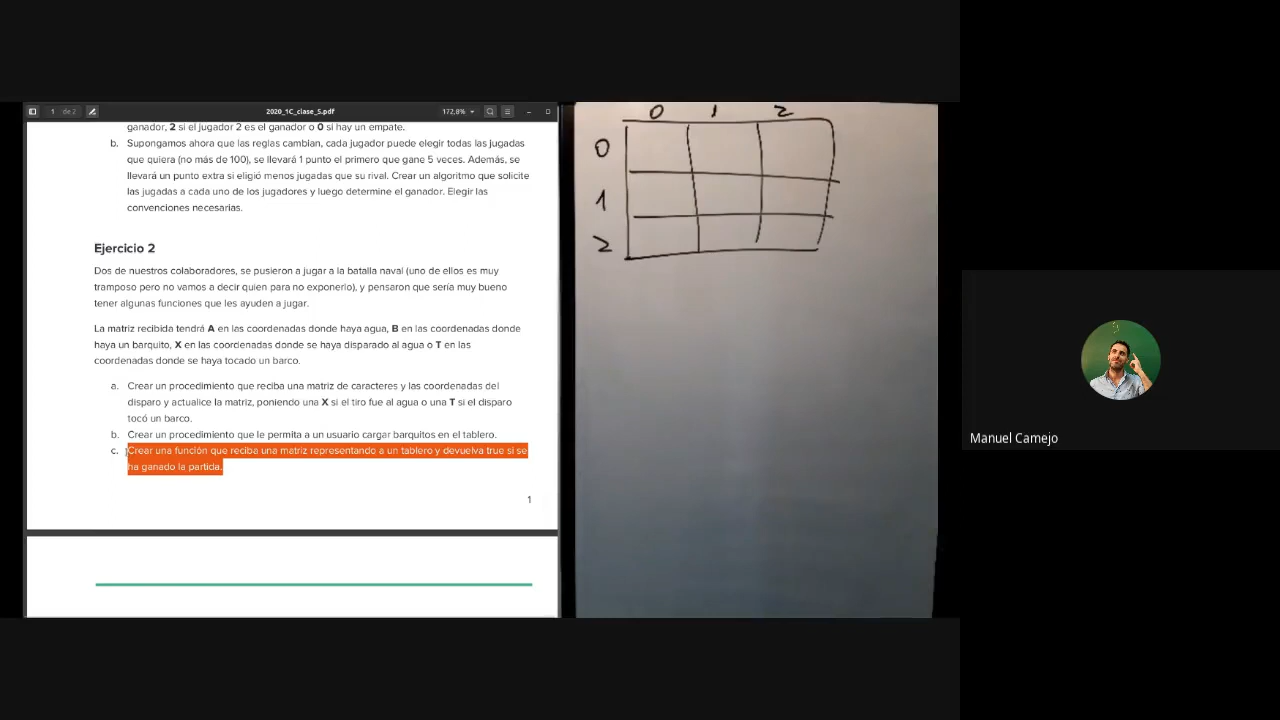 1 de 2
2020_1C_clase_5.pdf
172,8%
ganador, 2 si el jugador 2 es el ganador o 0 si hay un empate.
b. Supongamos ahora que las reglas cambian, cada jugador puede elegir todas las jugadas
que quiera (no más de 100), se llevará 1 punto el primero que gane 5 veces. Además, se
llevará un punto extra si eligió menos jugadas que su rival. Crear un algoritmo que solicite
las jugadas a cada uno de los jugadores y luego determine el ganador. Elegir las
convenciones necesarias.
Ejercicio 2
Dos de nuestros colaboradores, se pusieron a jugar a la batalla naval (uno de ellos es muy
tramposo pero no vamos a decir quien para no exponerlo), y pensaron que sería muy bueno
tener algunas funciones que les ayuden a jugar.
La matriz recibida tendrá A en las coordenadas donde haya agua, B en las coordenadas donde
haya un barquito, X en las coordenadas donde se haya disparado al agua o T en las
coordenadas donde se haya tocado un barco.
a. Crear un procedimiento que reciba una matriz de caracteres y las coordenadas del
disparo y actualice la matriz, poniendo una X si el tiro fue al agua o una T si el disparo
tocó un barco.
b. Crear un procedimiento que le permita a un usuario cargar barquitos en el tablero.
c. Crear una función que reciba una matriz representando a un tablero y devuelva true si se
ha ganado la partida.
1
0 1 2
0
1
2
Manuel Camejo